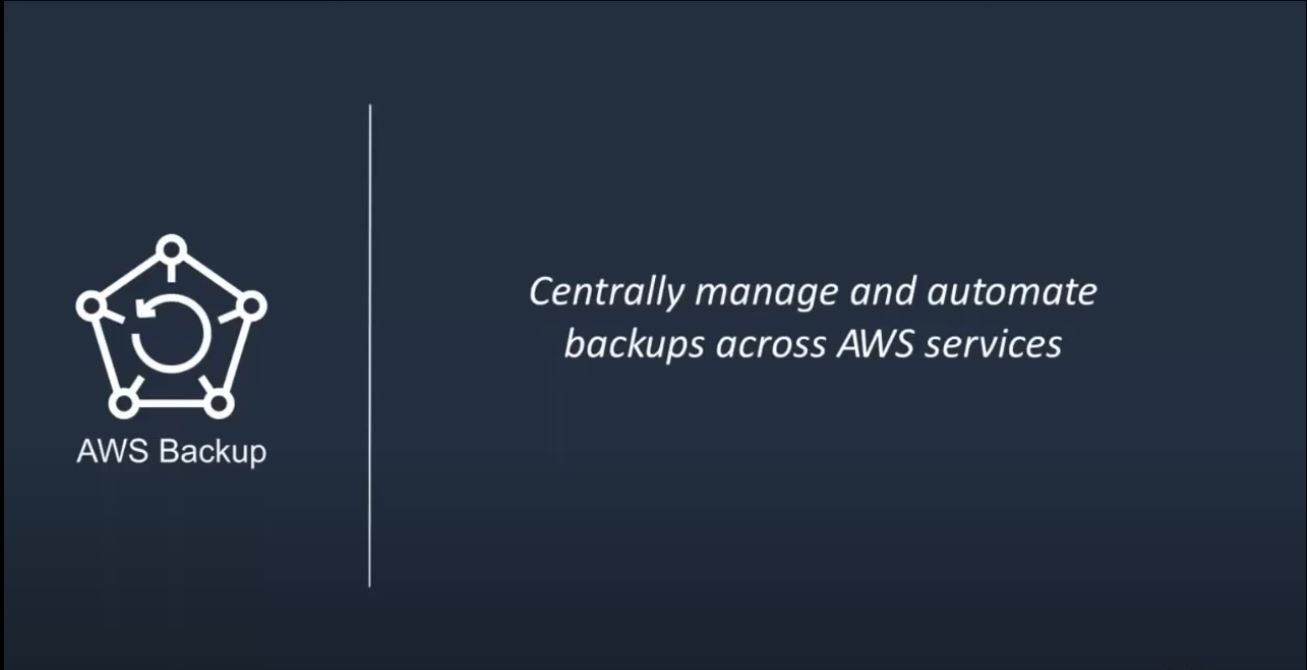 AWS Backup
Centrally manage and automate
backups across AWS services